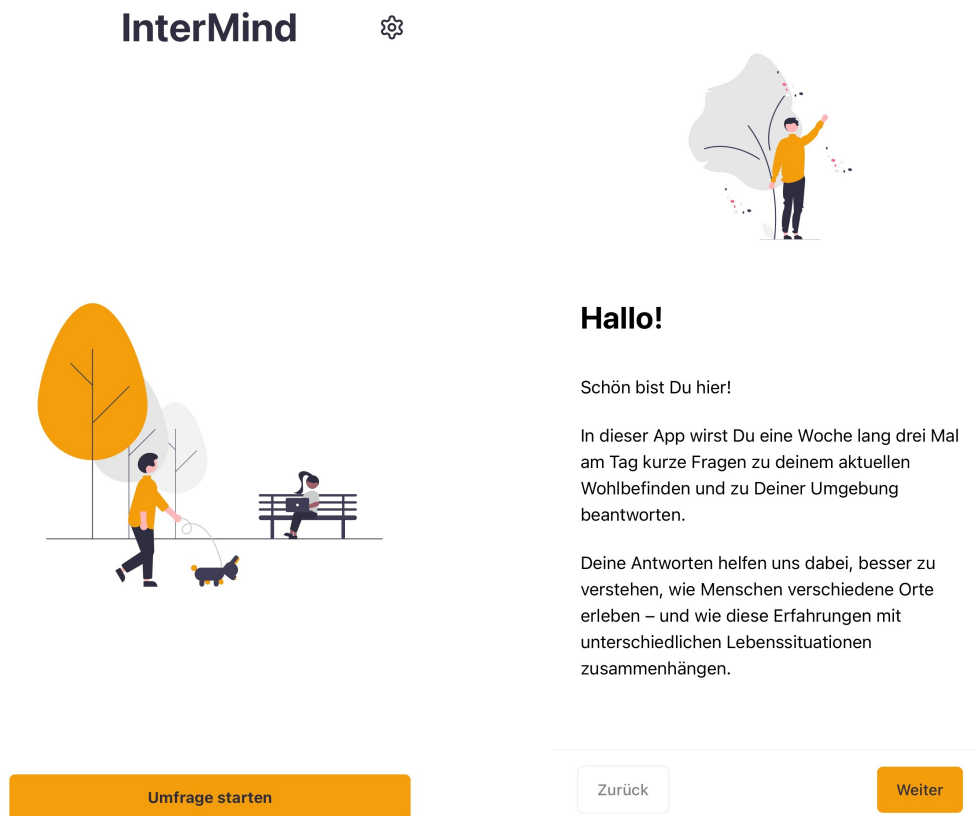 InterMind
Umfrage starten
Hallo!
Schön bist Du hier!
In dieser App wirst Du eine Woche lang drei Mal
am Tag kurze Fragen zu deinem aktuellen
Wohlbefinden und zu Deiner Umgebung
beantworten.
Deine Antworten helfen uns dabei, besser zu
verstehen, wie Menschen verschiedene Orte
erleben – und wie diese Erfahrungen mit
unterschiedlichen Lebenssituationen
zusammenhängen.
Zurück
Weiter